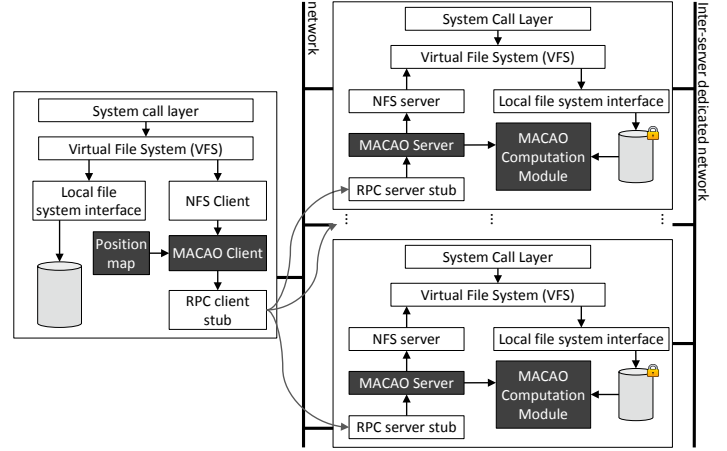 System call layer
Virtual File System (VFS)
Local file
system interface
NFS Client
Position
map
MACAO Client
RPC client
stub
network
System Call Layer
Virtual File System (VFS)
NFS server
Local file system interface
MACAO Server
MACAO
Computation
Module
RPC server stub
...
...
...
System Call Layer
Virtual File System (VFS)
NFS server
Local file system interface
MACAO Server
MACAO
Computation
Module
RPC server stub
Inter-server dedicated network